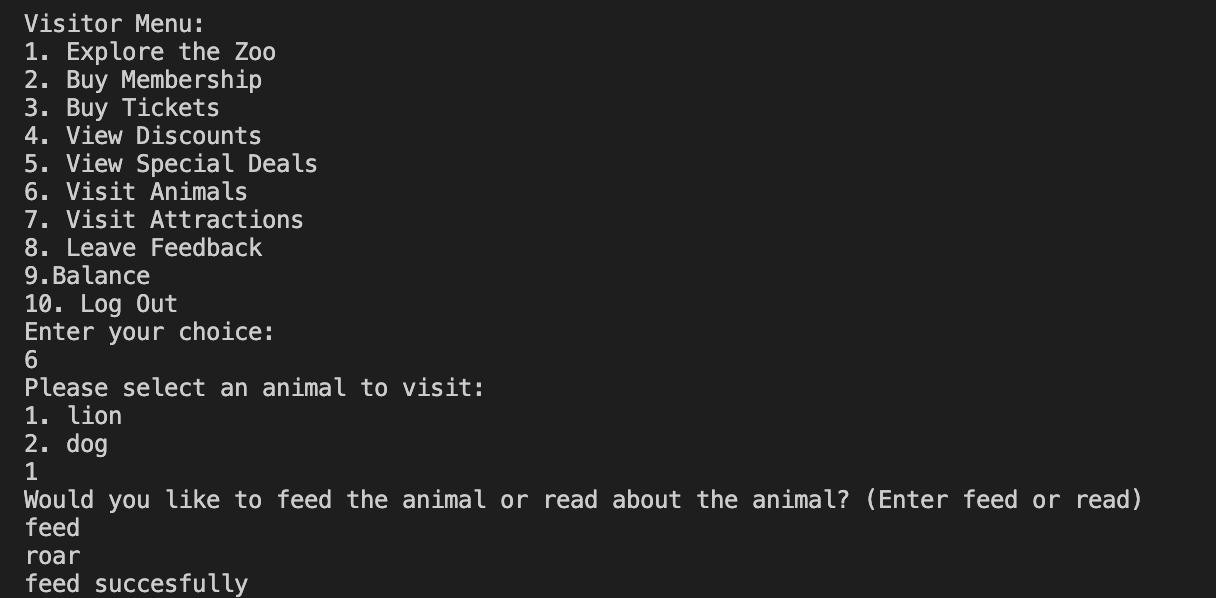 Visitor Menu:
1. Explore the Zoo
2. Buy Membership
3. Buy Tickets
4. View Discounts
5. View Special Deals
6. Visit Animals
7. Visit Attractions
8. Leave Feedback
9.Balance
10. Log Out
Enter your choice:
6
Please select an animal to visit:
1. lion
2. dog
1
Would you like to feed the animal or read about the animal? (Enter feed or read)
feed
roar
feed succesfully